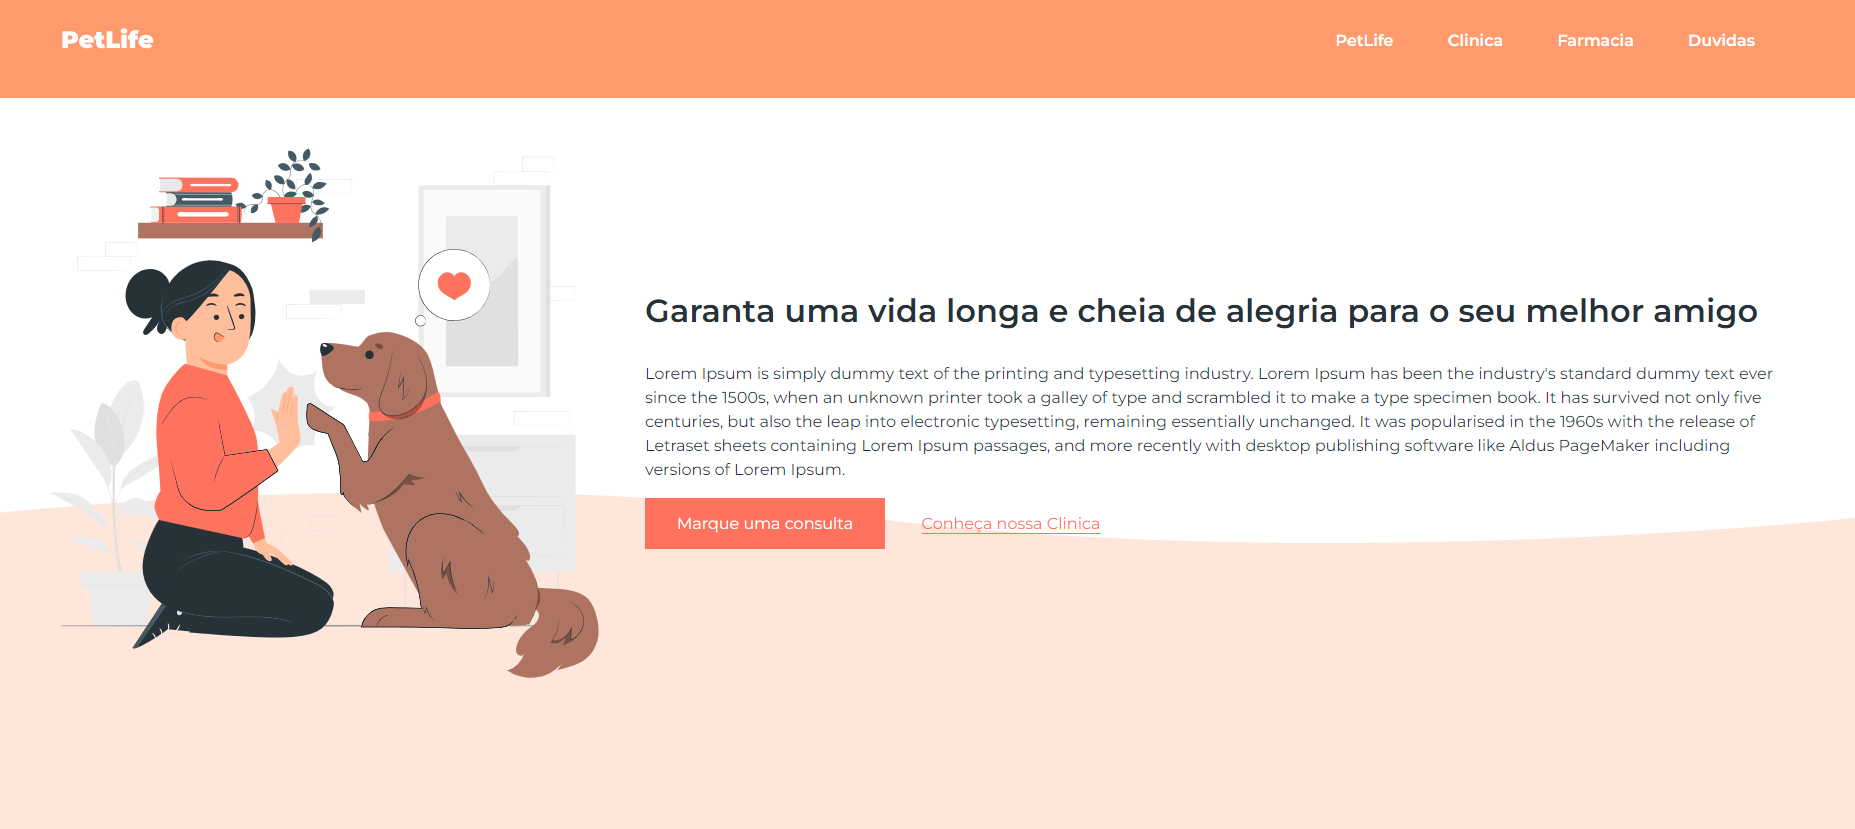 PetLife
PetLife Clinica Farmacia Duvidas
Garanta uma vida longa e cheia de alegria para o seu melhor amigo
Lorem Ipsum is simply dummy text of the printing and typesetting industry. Lorem Ipsum has been the industry's standard dummy text ever
since the 1500s, when an unknown printer took a galley of type and scrambled it to make a type specimen book. It has survived not only five
centuries, but also the leap into electronic typesetting, remaining essentially unchanged. It was popularised in the 1960s with the release of
Letraset sheets containing Lorem Ipsum passages, and more recently with desktop publishing software like Aldus PageMaker including
versions of Lorem Ipsum.
Marque uma consulta
Conheça nossa Clinica